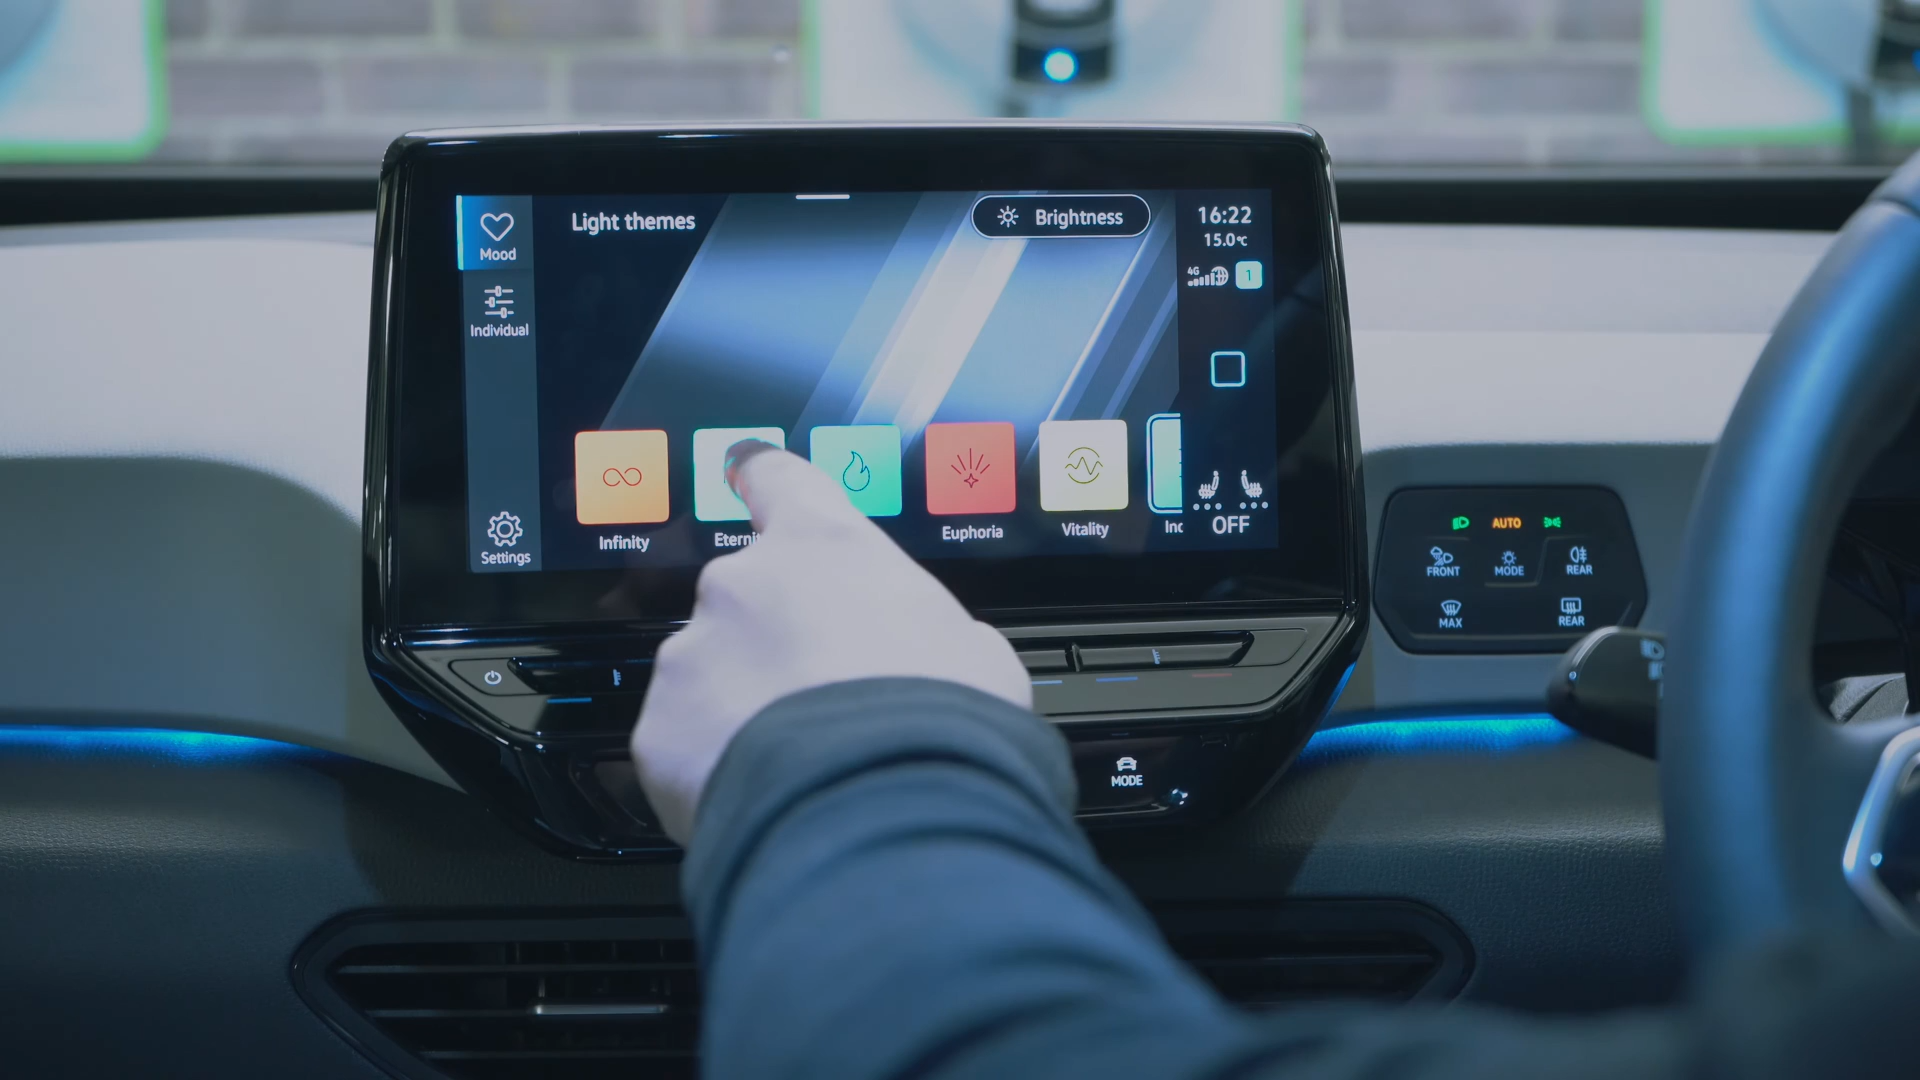 Light themes
Brightness
16:22
15.0°C
4G
1
Mood
Individual
Settings
Infinity
Euphoria
Vitality
OFF
AUTO
FRONT
MODE
REAR
MAX
REAR
MODE